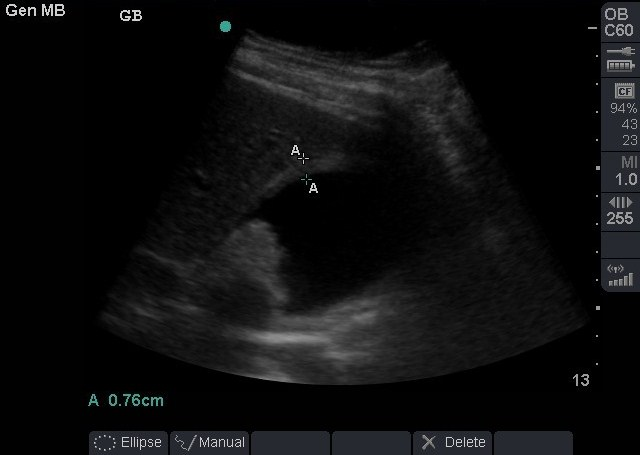 Gen MB
GB
OB
C60
CF
94%
43
23
MI
1.0
255
A
A
13
A 0.76cm
Ellipse
Manual
Delete